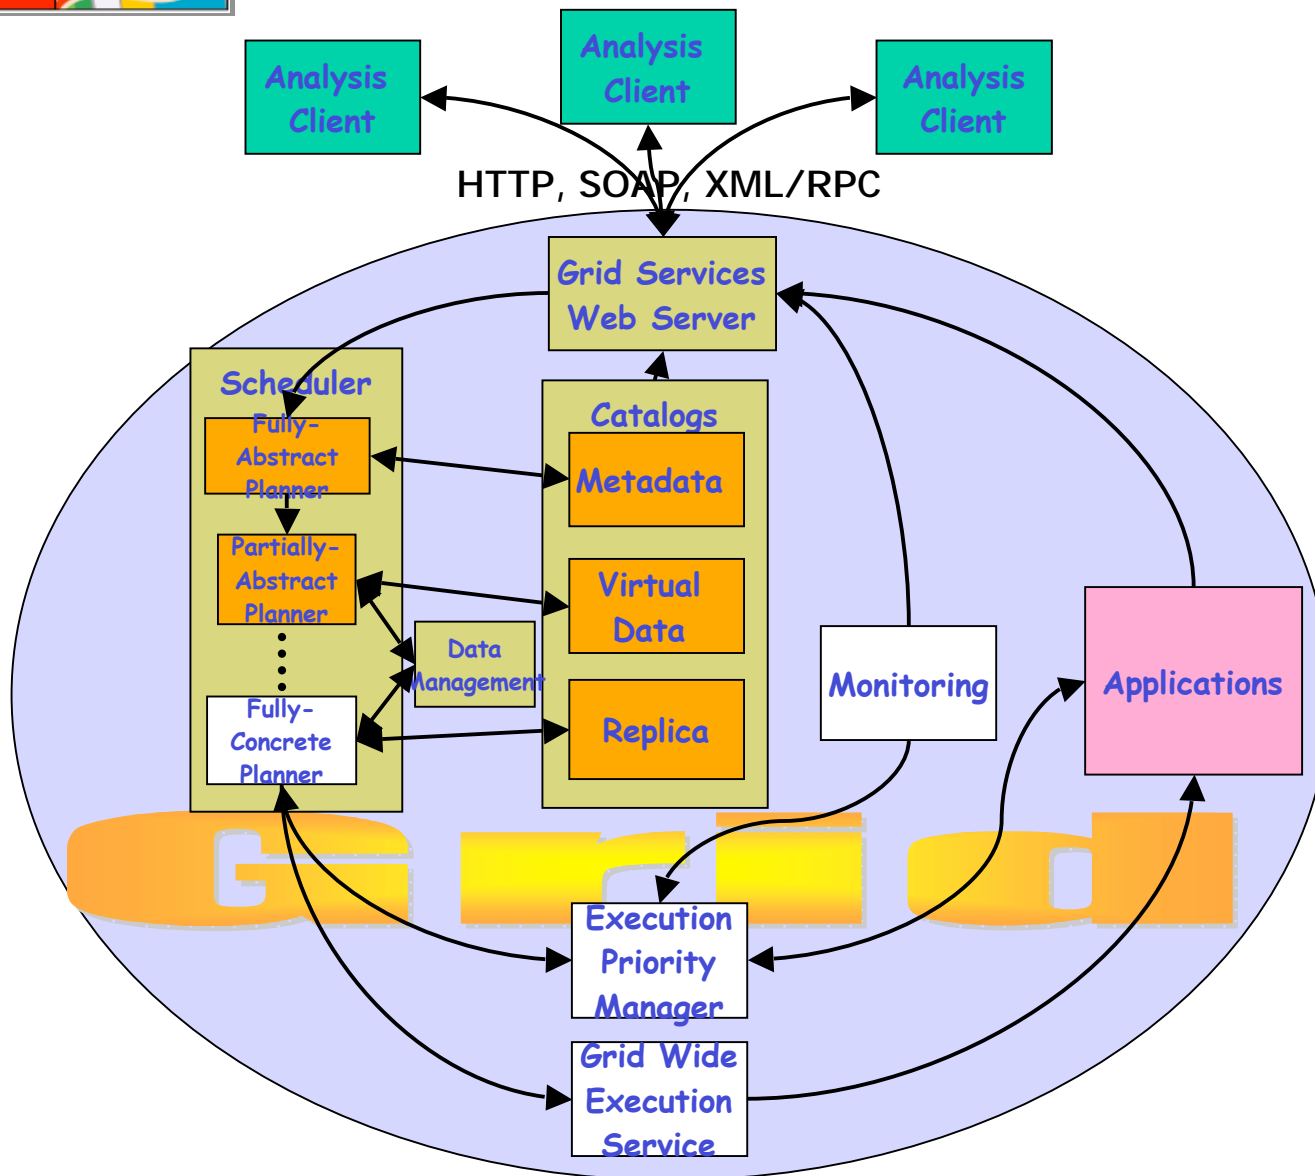 Analysis
Client
Analysis
Client
Analysis
Client
HTTP, SOAP, XML/RPC
Grid Services
Web Server
Scheduler
Fully-
Abstract
Planner
Partially-
Abstract
Planner
Fully-
Concrete
Planner
Data
Management
Catalogs
Metadata
Virtual
Data
Replica
Monitoring
Applications
Grid
Execution
Priority
Manager
Grid Wide
Execution
Service